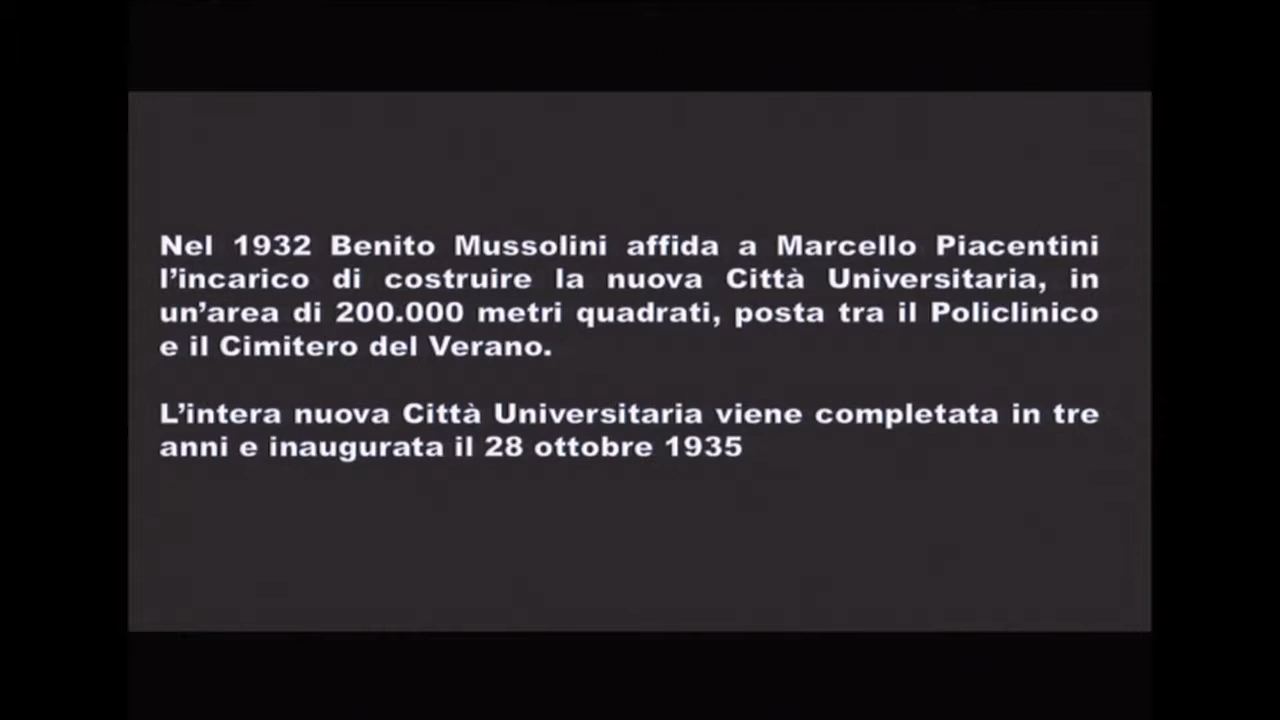 Nel 1932 Benito Mussolini affida a Marcello Piacentini
l’incarico di costruire la nuova Città Universitaria, in
un’area di 200.000 metri quadrati, posta tra il Policlinico
e il Cimitero del Verano.
L’intera nuova Città Universitaria viene completata in tre
anni e inaugurata il 28 ottobre 1935